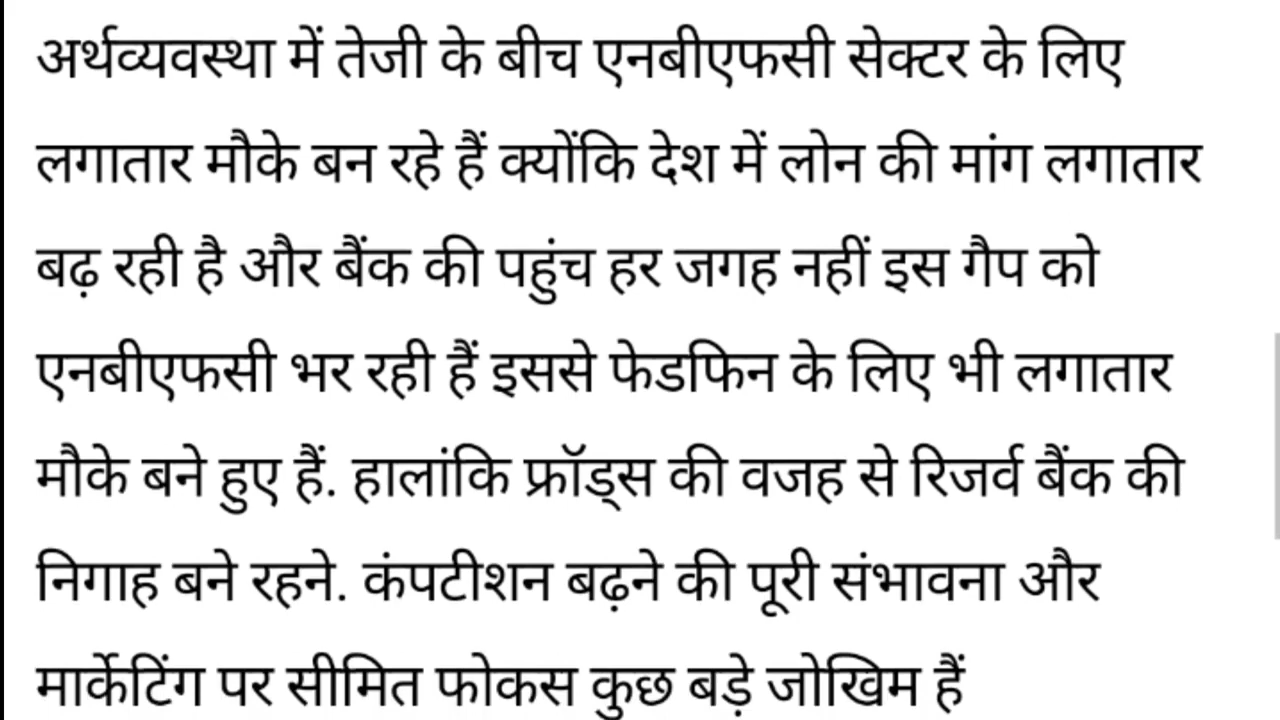 अर्थव्यवस्था में तेजी के बीच एनबीएफसी सेक्टर के लिए
लगातार मौके बन रहे हैं क्योंकि देश में लोन की मांग लगातार
बढ़ रही है और बैंक की पहुंच हर जगह नहीं इस गैप को
एनबीएफसी भर रही हैं इससे फेडफिन के लिए भी लगातार
मौके बने हुए हैं. हालांकि फ्रॉड्स की वजह से रिजर्व बैंक की
निगाह बने रहने. कंपटीशन बढ़ने की पूरी संभावना और
मार्केटिंग पर सीमित फोकस कुछ बड़े जोखिम हैं